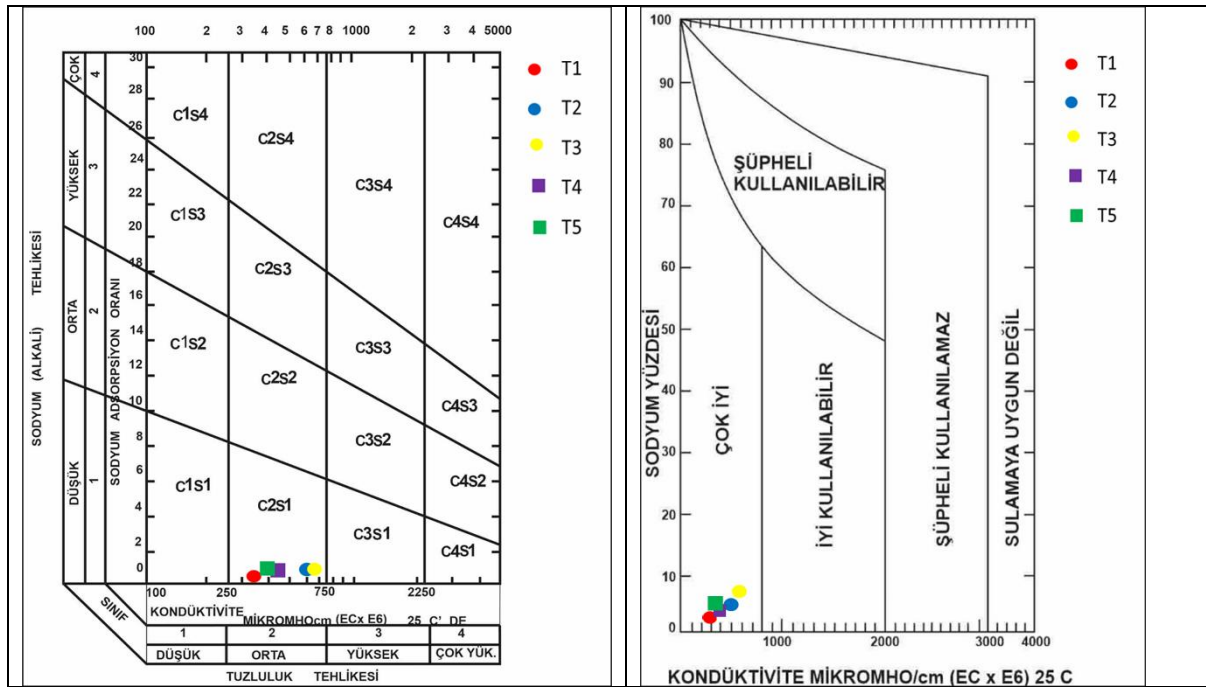 100 2 3 4 5 6 7 8 1000 2 3 4 5000
SODYUM (ALKALİ) TEHLİKESİ
ÇOK
YÜKSEK
ORTA
DÜŞÜK
4
3
2
1
SODYUM ADSORPSİYON ORANI
30
28
26
24
22
20
18
16
14
12
10
8
6
4
2
0
C1S4
C2S4
C3S4
C4S4
C1S3
C2S3
C3S3
C4S3
C1S2
C2S2
C3S2
C4S2
C1S1
C2S1
C3S1
C4S1
T1
T2
T3
T4
T5
100 250 750 2250
SINIF
KONDÜKTİVİTE MİKROMHOcm (ECx E6) 25 C' DE
1 2 3 4
DÜŞÜK ORTA YÜKSEK ÇOK YÜK.
TUZLULUK TEHLİKESİ
SODYUM YÜZDESİ
100
90
80
70
60
50
40
30
20
10
0
ŞÜPHELİ
KULLANILABİLİR
ÇOK İYİ
İYİ KULLANILABİLİR
ŞÜPHELİ KULLANILAMAZ
SULAMAYA UYGUN DEĞİL
T1
T2
T3
T4
T5
1000 2000 3000 4000
KONDÜKTİVİTE MİKROMHO/cm (EC x E6) 25 C